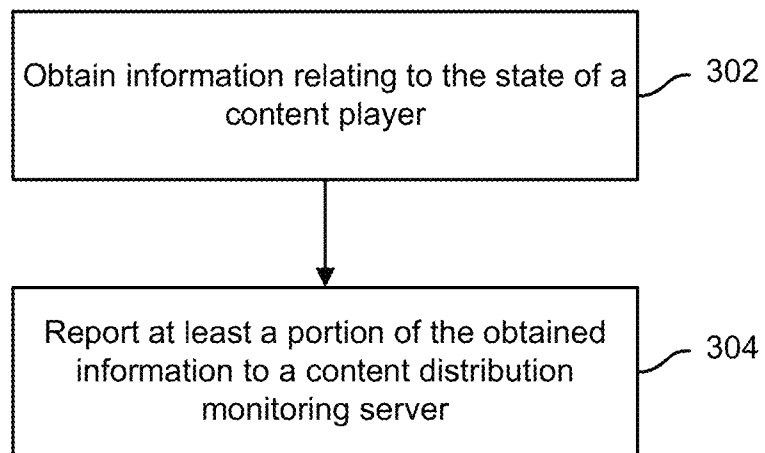 Obtain information relating to the state of a
content player
302
Report at least a portion of the obtained
information to a content distribution
monitoring server
304